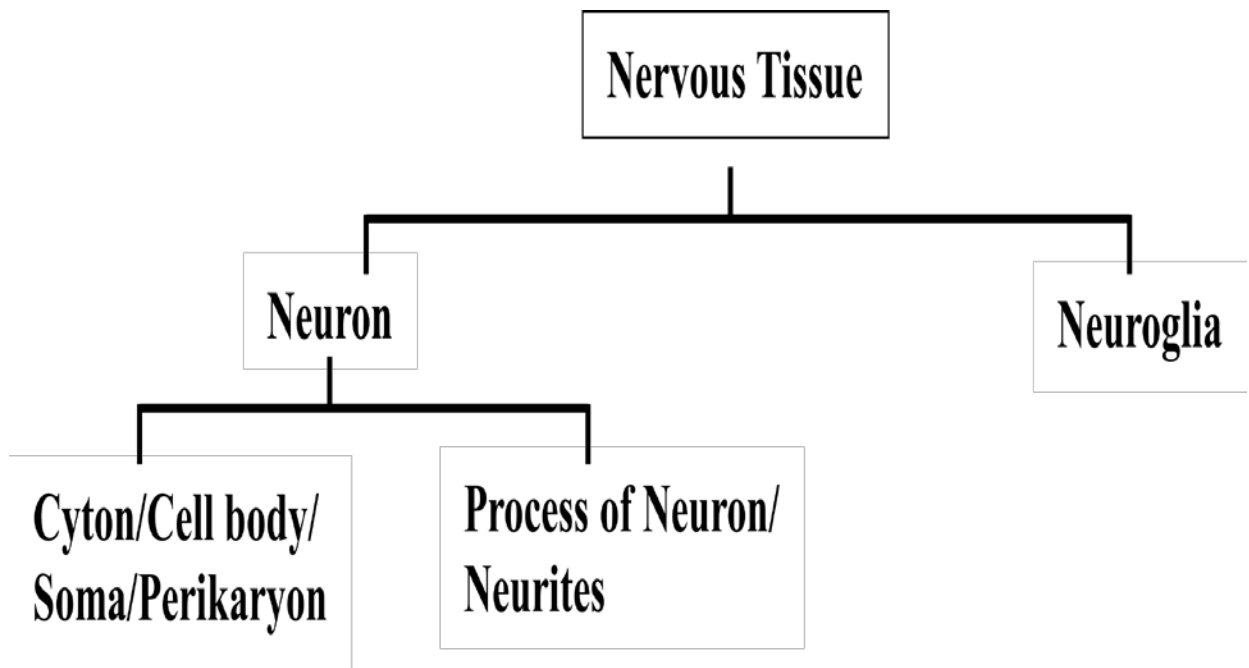 Nervous Tissue
Neuron
Neuroglia
Cyton/Cell body/
Soma/Perikaryon
Process of Neuron/
Neurites